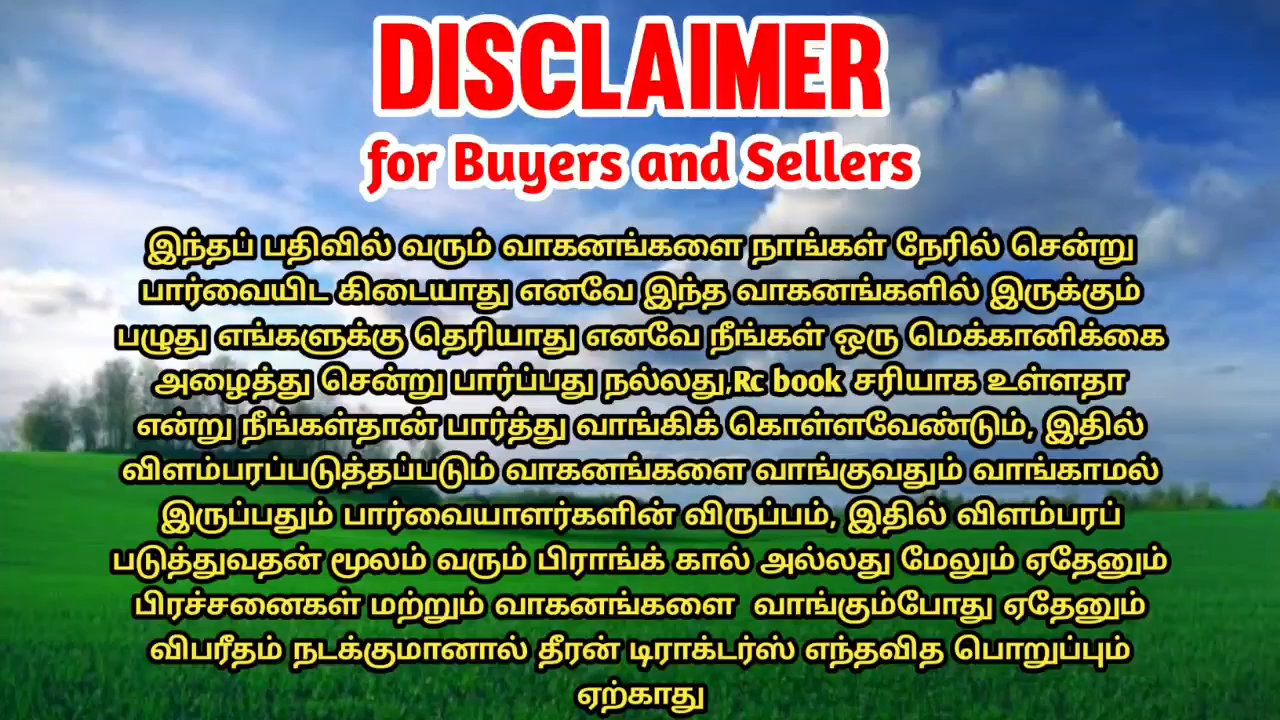 DISCLAIMER
for Buyers and Sellers
இந்தப் பதிவில் வரும் வாகனங்களை நாங்கள் நேரில் சென்று
பார்வையிட கிடையாது எனவே இந்த வாகனங்களில் இருக்கும்
பழுது எங்களுக்கு தெரியாது எனவே நீங்கள் ஒரு மெக்கானிக்கை
அழைத்து சென்று பார்ப்பது நல்லது,Rc book சரியாக உள்ளதா
என்று நீங்கள்தான் பார்த்து வாங்கிக் கொள்ளவேண்டும், இதில்
விளம்பரப்படுத்தப்படும் வாகனங்களை வாங்குவதும் வாங்காமல்
இருப்பதும் பார்வையாளர்களின் விருப்பம், இதில் விளம்பரப்
படுத்துவதன் மூலம் வரும் பிராங்க் கால் அல்லது மேலும் ஏதேனும்
பிரச்சனைகள் மற்றும் வாகனங்களை வாங்கும்போது ஏதேனும்
விபரீதம் நடக்குமானால் தீரன் டிராக்டர்ஸ் எந்தவித பொறுப்பும்
ஏற்காது